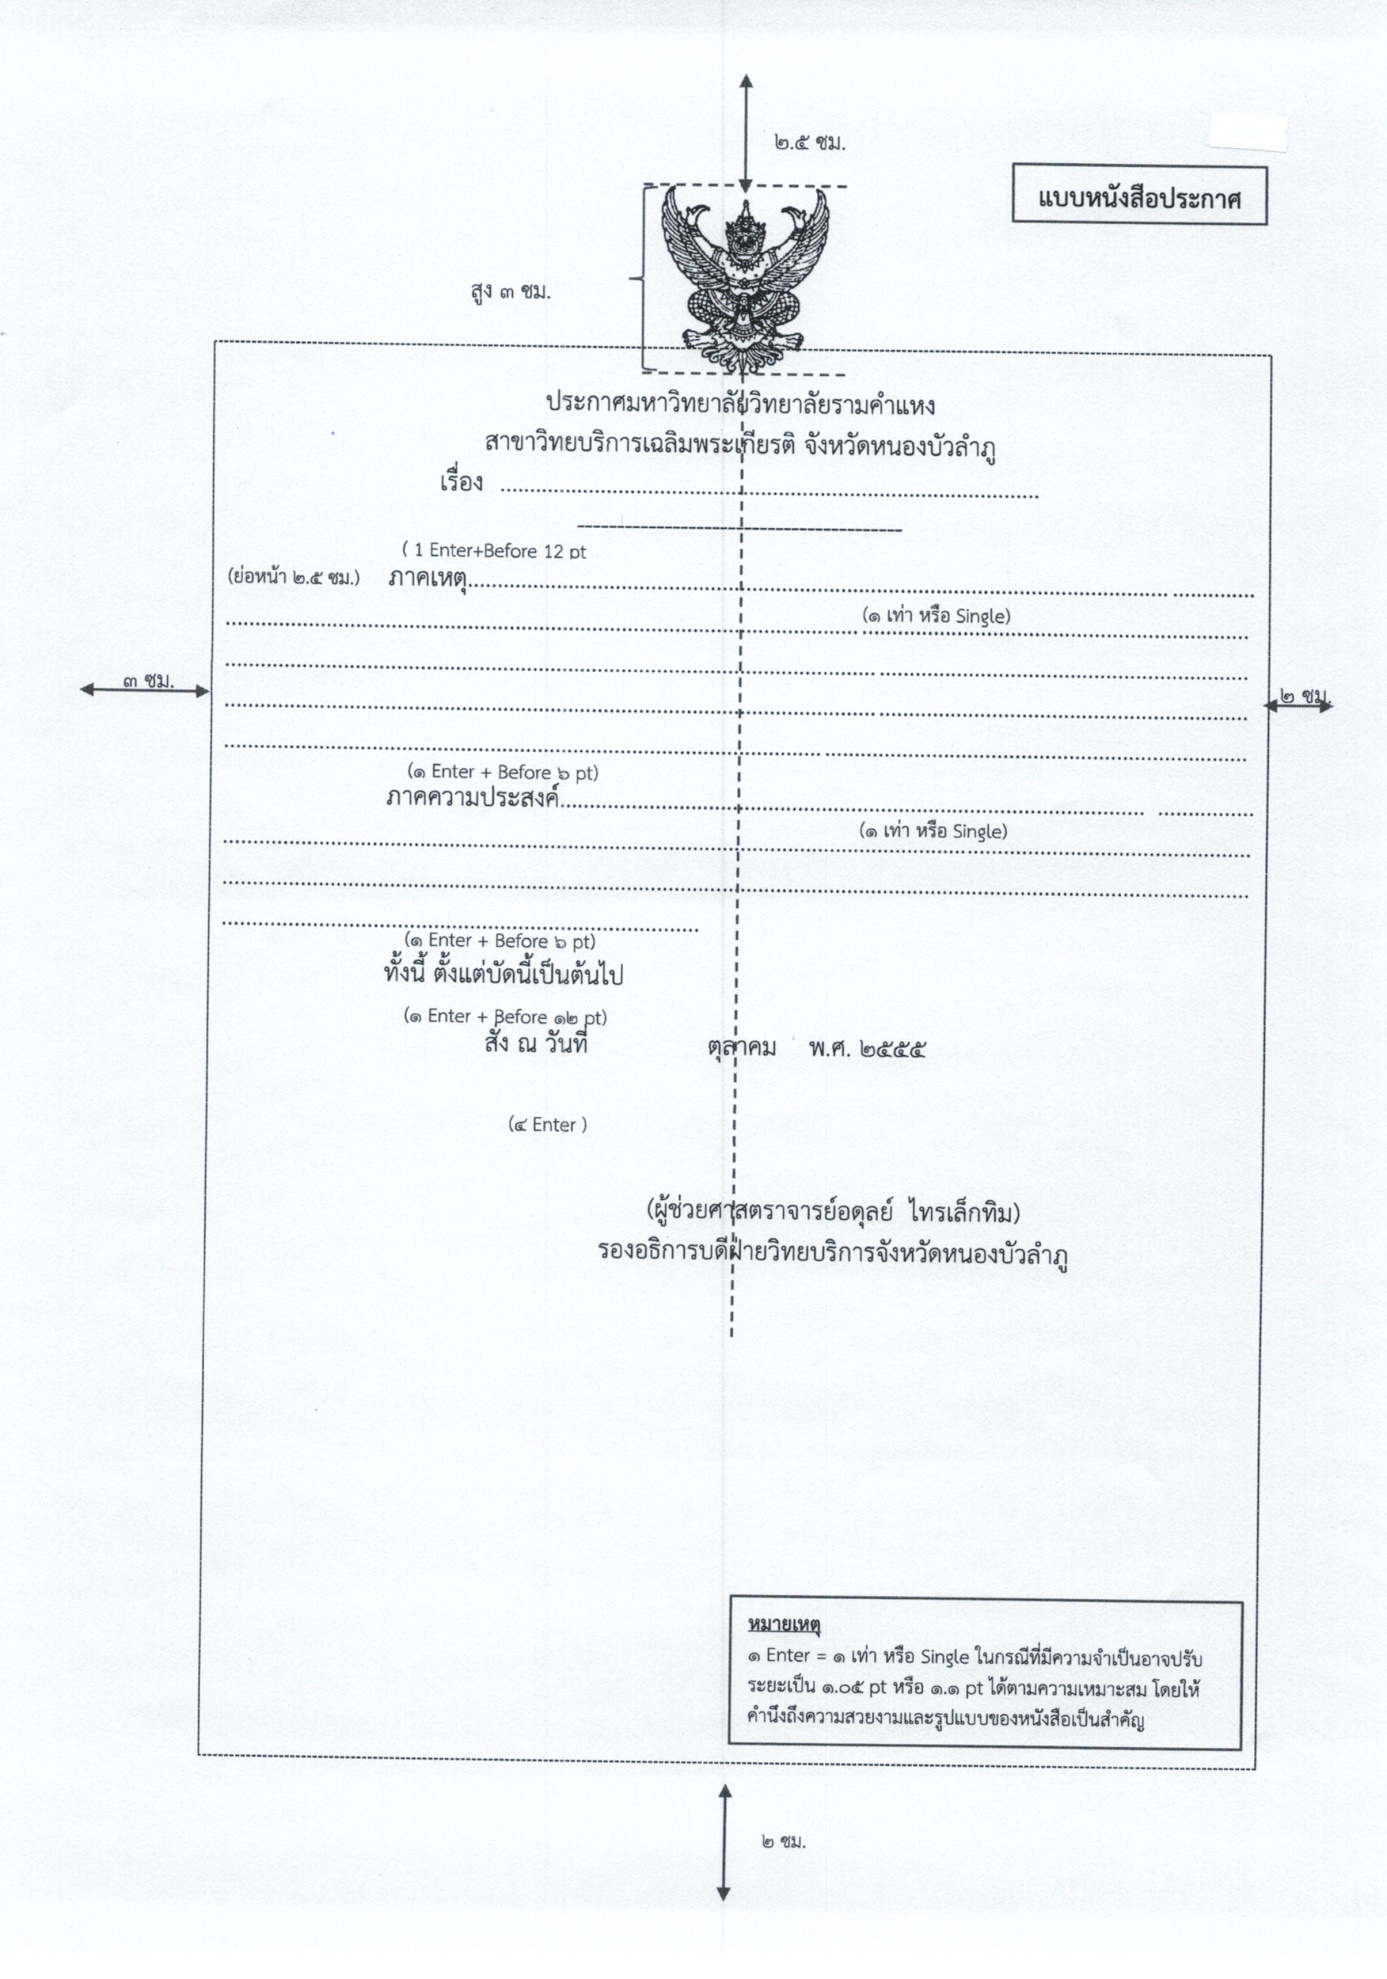 ๒.๕ ซม.
แบบหนังสือประกาศ
สูง ๓ ซม.
ประกาศมหาวิทยาลัยวิทยาลัยรามคำแหง
สาขาวิทยบริการเฉลิมพระเกียรติ จังหวัดหนองบัวลำภู
เรื่อง ........................................................
( 1 Enter+Before 12 pt
(ย่อหน้า ๒.๕ ซม.) ภาคเหตุ........................................................
(๑ เท่า หรือ Single)
๓ ซม.
๒ ซม.
(๑ Enter + Before ๖ pt)
ภาคความประสงค์........................................................
(๑ เท่า หรือ Single)
(๑ Enter + Before ๖ pt)
ทั้งนี้ ตั้งแต่บัดนี้เป็นต้นไป
(๑ Enter + Before ๑๒ pt)
สั่ง ณ วันที่ ตุลาคม พ.ศ. ๒๕๕๕
(๔ Enter )
(ผู้ช่วยศาสตราจารย์อดุลย์ ไทรเล็กทิม)
รองอธิการบดีฝ่ายวิทยบริการจังหวัดหนองบัวลำภู
หมายเหตุ
๑ Enter = ๑ เท่า หรือ Single ในกรณีที่มีความจำเป็นอาจปรับ
ระยะเป็น ๑.๐๕ pt หรือ ๑.๑ pt ได้ตามความเหมาะสม โดยให้
คำนึงถึงความสวยงามและรูปแบบของหนังสือเป็นสำคัญ
๒ ซม.